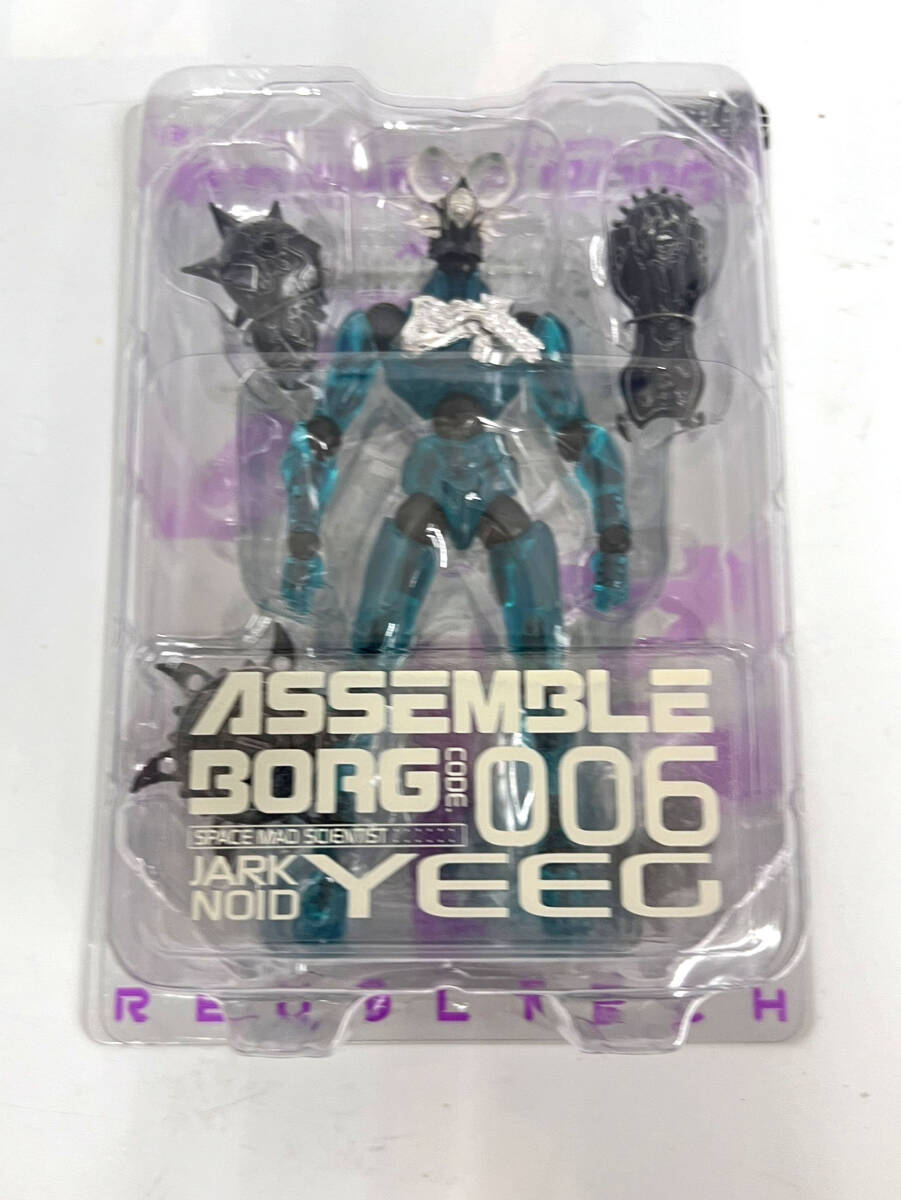 ASSEMBLE
BORG CODE, 006
SPACE MAD SCIENTIST ::::::
JARK NOID YEEG
REVOLTECH